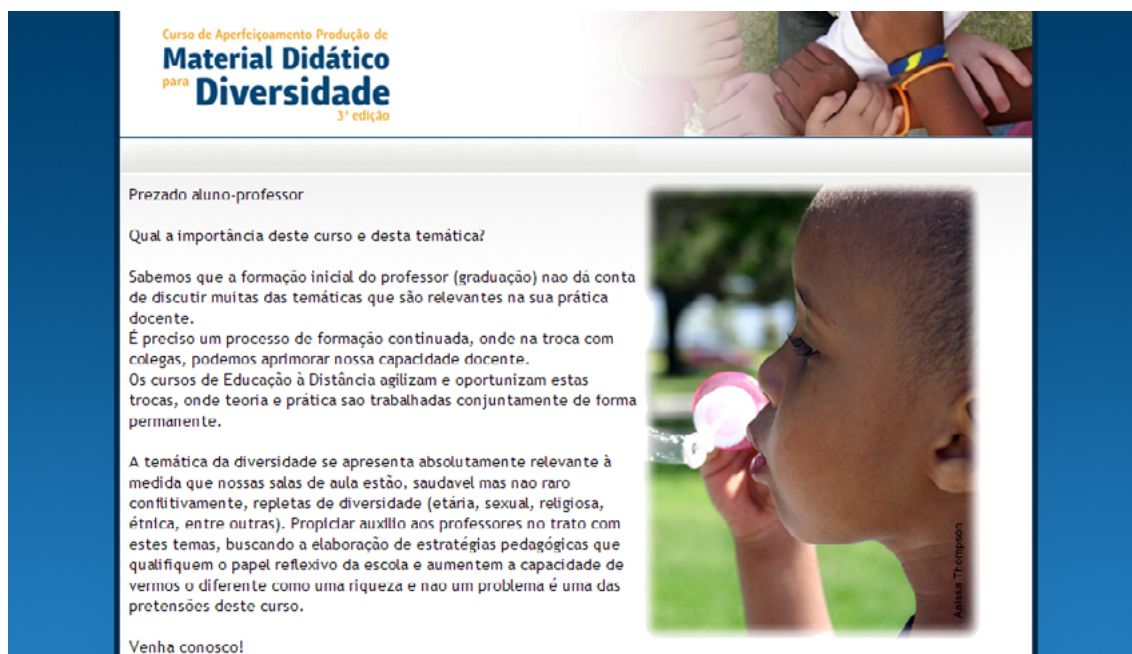 Curso de Aperfeiçoamento Produção de
Material Didático
para Diversidade
3ª edição
Prezado aluno-professor
Qual a importância deste curso e desta temática?
Sabemos que a formação inicial do professor (graduação) nao dá conta
de discutir muitas das temáticas que são relevantes na sua prática
docente.
É preciso um processo de formação continuada, onde na troca com
colegas, podemos aprimorar nossa capacidade docente.
Os cursos de Educação à Distância agilizam e oportunizam estas
trocas, onde teoria e prática sao trabalhadas conjuntamente de forma
permanente.
A temática da diversidade se apresenta absolutamente relevante à
medida que nossas salas de aula estão, saudavel mas nao raro
conflitivamente, repletas de diversidade (etária, sexual, religiosa,
étnica, entre outras). Propiciar auxílio aos professores no trato com
estes temas, buscando a elaboração de estratégias pedagógicas que
qualifiquem o papel reflexivo da escola e aumentem a capacidade de
vermos o diferente como uma riqueza e não um problema é uma das
pretensões deste curso.
Venha conosco!
Anissa Thompson